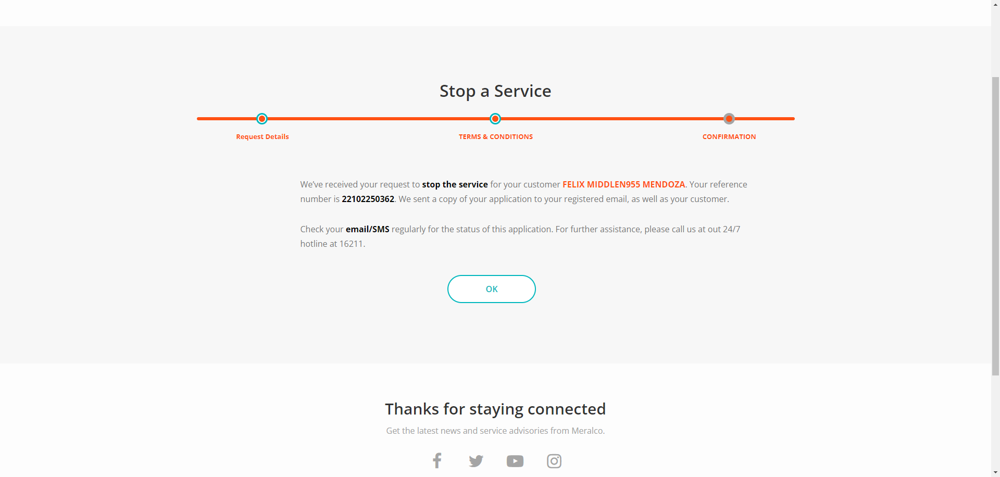 Stop a Service
Request Details
TERMS & CONDITIONS
CONFIRMATION
We’ve received your request to stop the service for your customer FELIX MIDDLEN955 MENDOZA. Your reference
number is 22102250362. We sent a copy of your application to your registered email, as well as your customer.
Check your email/SMS regularly for the status of this application. For further assistance, please call us at out 24/7
hotline at 16211.
OK
Thanks for staying connected
Get the latest news and service advisories from Meralco.